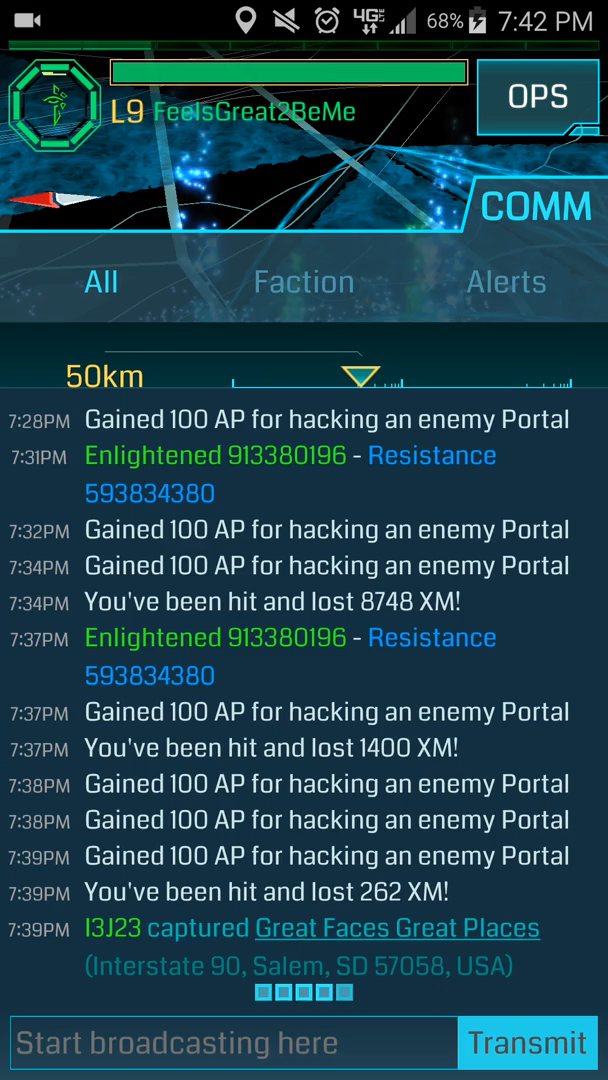 4G LTE 68% 7:42 PM
L9 FeelsGreat2BeMe
OPS
COMM
All Faction Alerts
50km
7:28PM Gained 100 AP for hacking an enemy Portal
7:31PM Enlightened 913380196 - Resistance
593834380
7:32PM Gained 100 AP for hacking an enemy Portal
7:34PM Gained 100 AP for hacking an enemy Portal
7:34PM You've been hit and lost 8748 XM!
7:37PM Enlightened 913380196 - Resistance
593834380
7:37PM Gained 100 AP for hacking an enemy Portal
7:37PM You've been hit and lost 1400 XM!
7:38PM Gained 100 AP for hacking an enemy Portal
7:38PM Gained 100 AP for hacking an enemy Portal
7:39PM Gained 100 AP for hacking an enemy Portal
7:39PM You've been hit and lost 262 XM!
7:39PM I3J23 captured Great Faces Great Places
(Interstate 90, Salem, SD 57058, USA)
Start broadcasting here Transmit